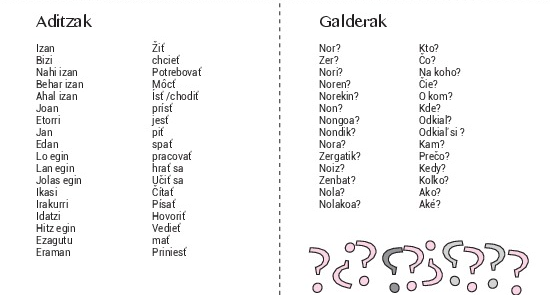 Aditzak
Izan Žiť
Bizi chcieť
Nahi izan Potrebovať
Behar izan Môcť
Ahal izan Ísť /chodiť
Joan prísť
Etorri jesť
Jan piť
Edan spať
Lo egin pracovať
Lan egin hrať sa
Jolas egin Učiť sa
Ikasi Čítať
Irakurri Písať
Idatzi Hovoriť
Hitz egin Vedieť
Ezagutu mať
Eraman Priniesť
Galderak
Nor? Kto?
Zer? Čo?
Nori? Na koho?
Noren? Čie?
Norekin? O kom?
Non? Kde?
Nongoa? Odkiaľ?
Nondik? Odkiaľ si ?
Nora? Kam?
Zergatik? Prečo?
Noiz? Kedy?
Zenbat? Koľko?
Nola? Ako?
Nolakoa? Aké?